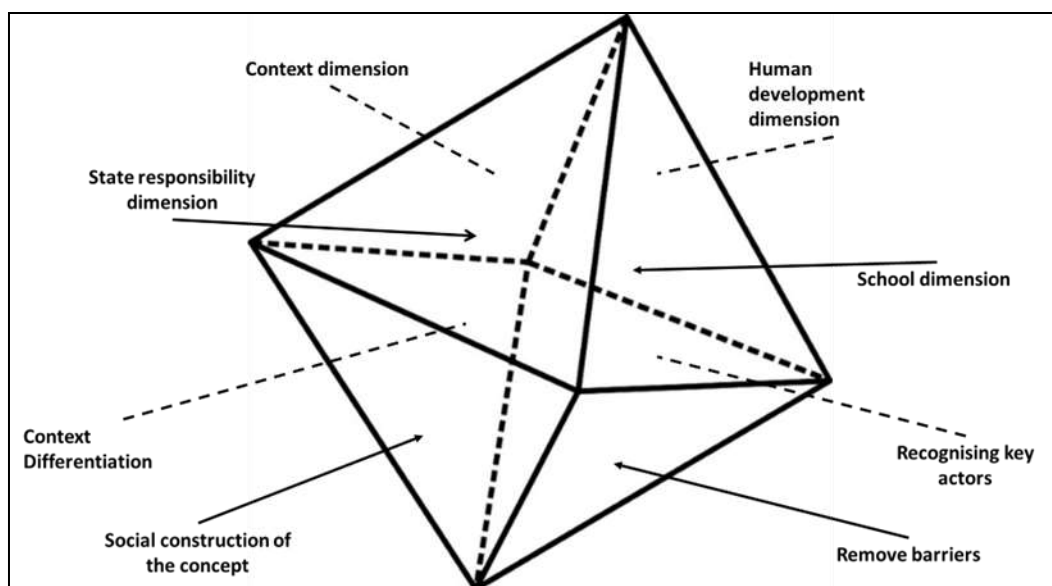 Context dimension
Human
development
dimension
State responsibility
dimension
School dimension
Context
Differentiation
Recognising key
actors
Social construction of
the concept
Remove barriers